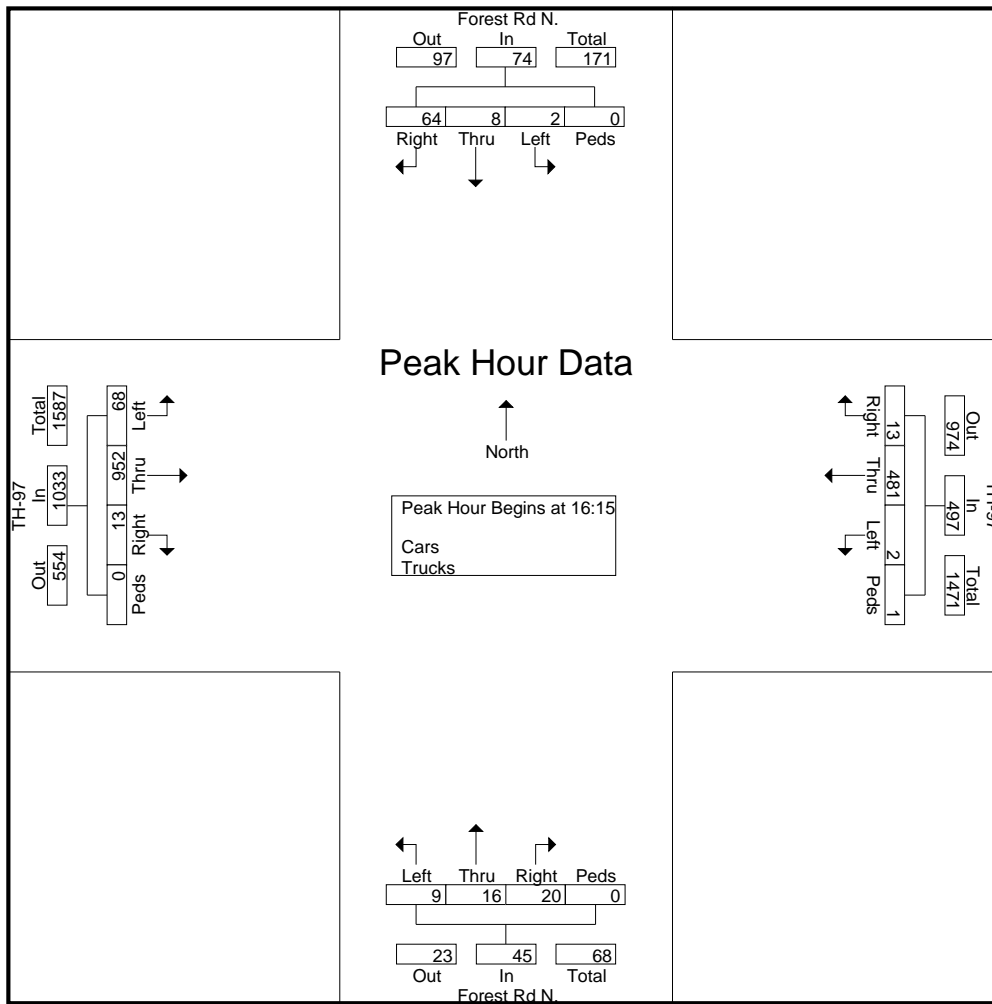 Forest Rd N.
Out In Total
97 74 171
64 8 2 0
Right Thru Left Peds
Peak Hour Data
North
Peak Hour Begins at 16:15
Cars
Trucks
TH-97
Total In Out
1587 1033 554
68 952 13 0
Left Thru Right Peds
TH-97
Out In Total
974 497 1471
13 481 2 1
Right Thru Left Peds
Left Thru Right Peds
9 16 20 0
23 45 68
Out In Total
Forest Rd N.